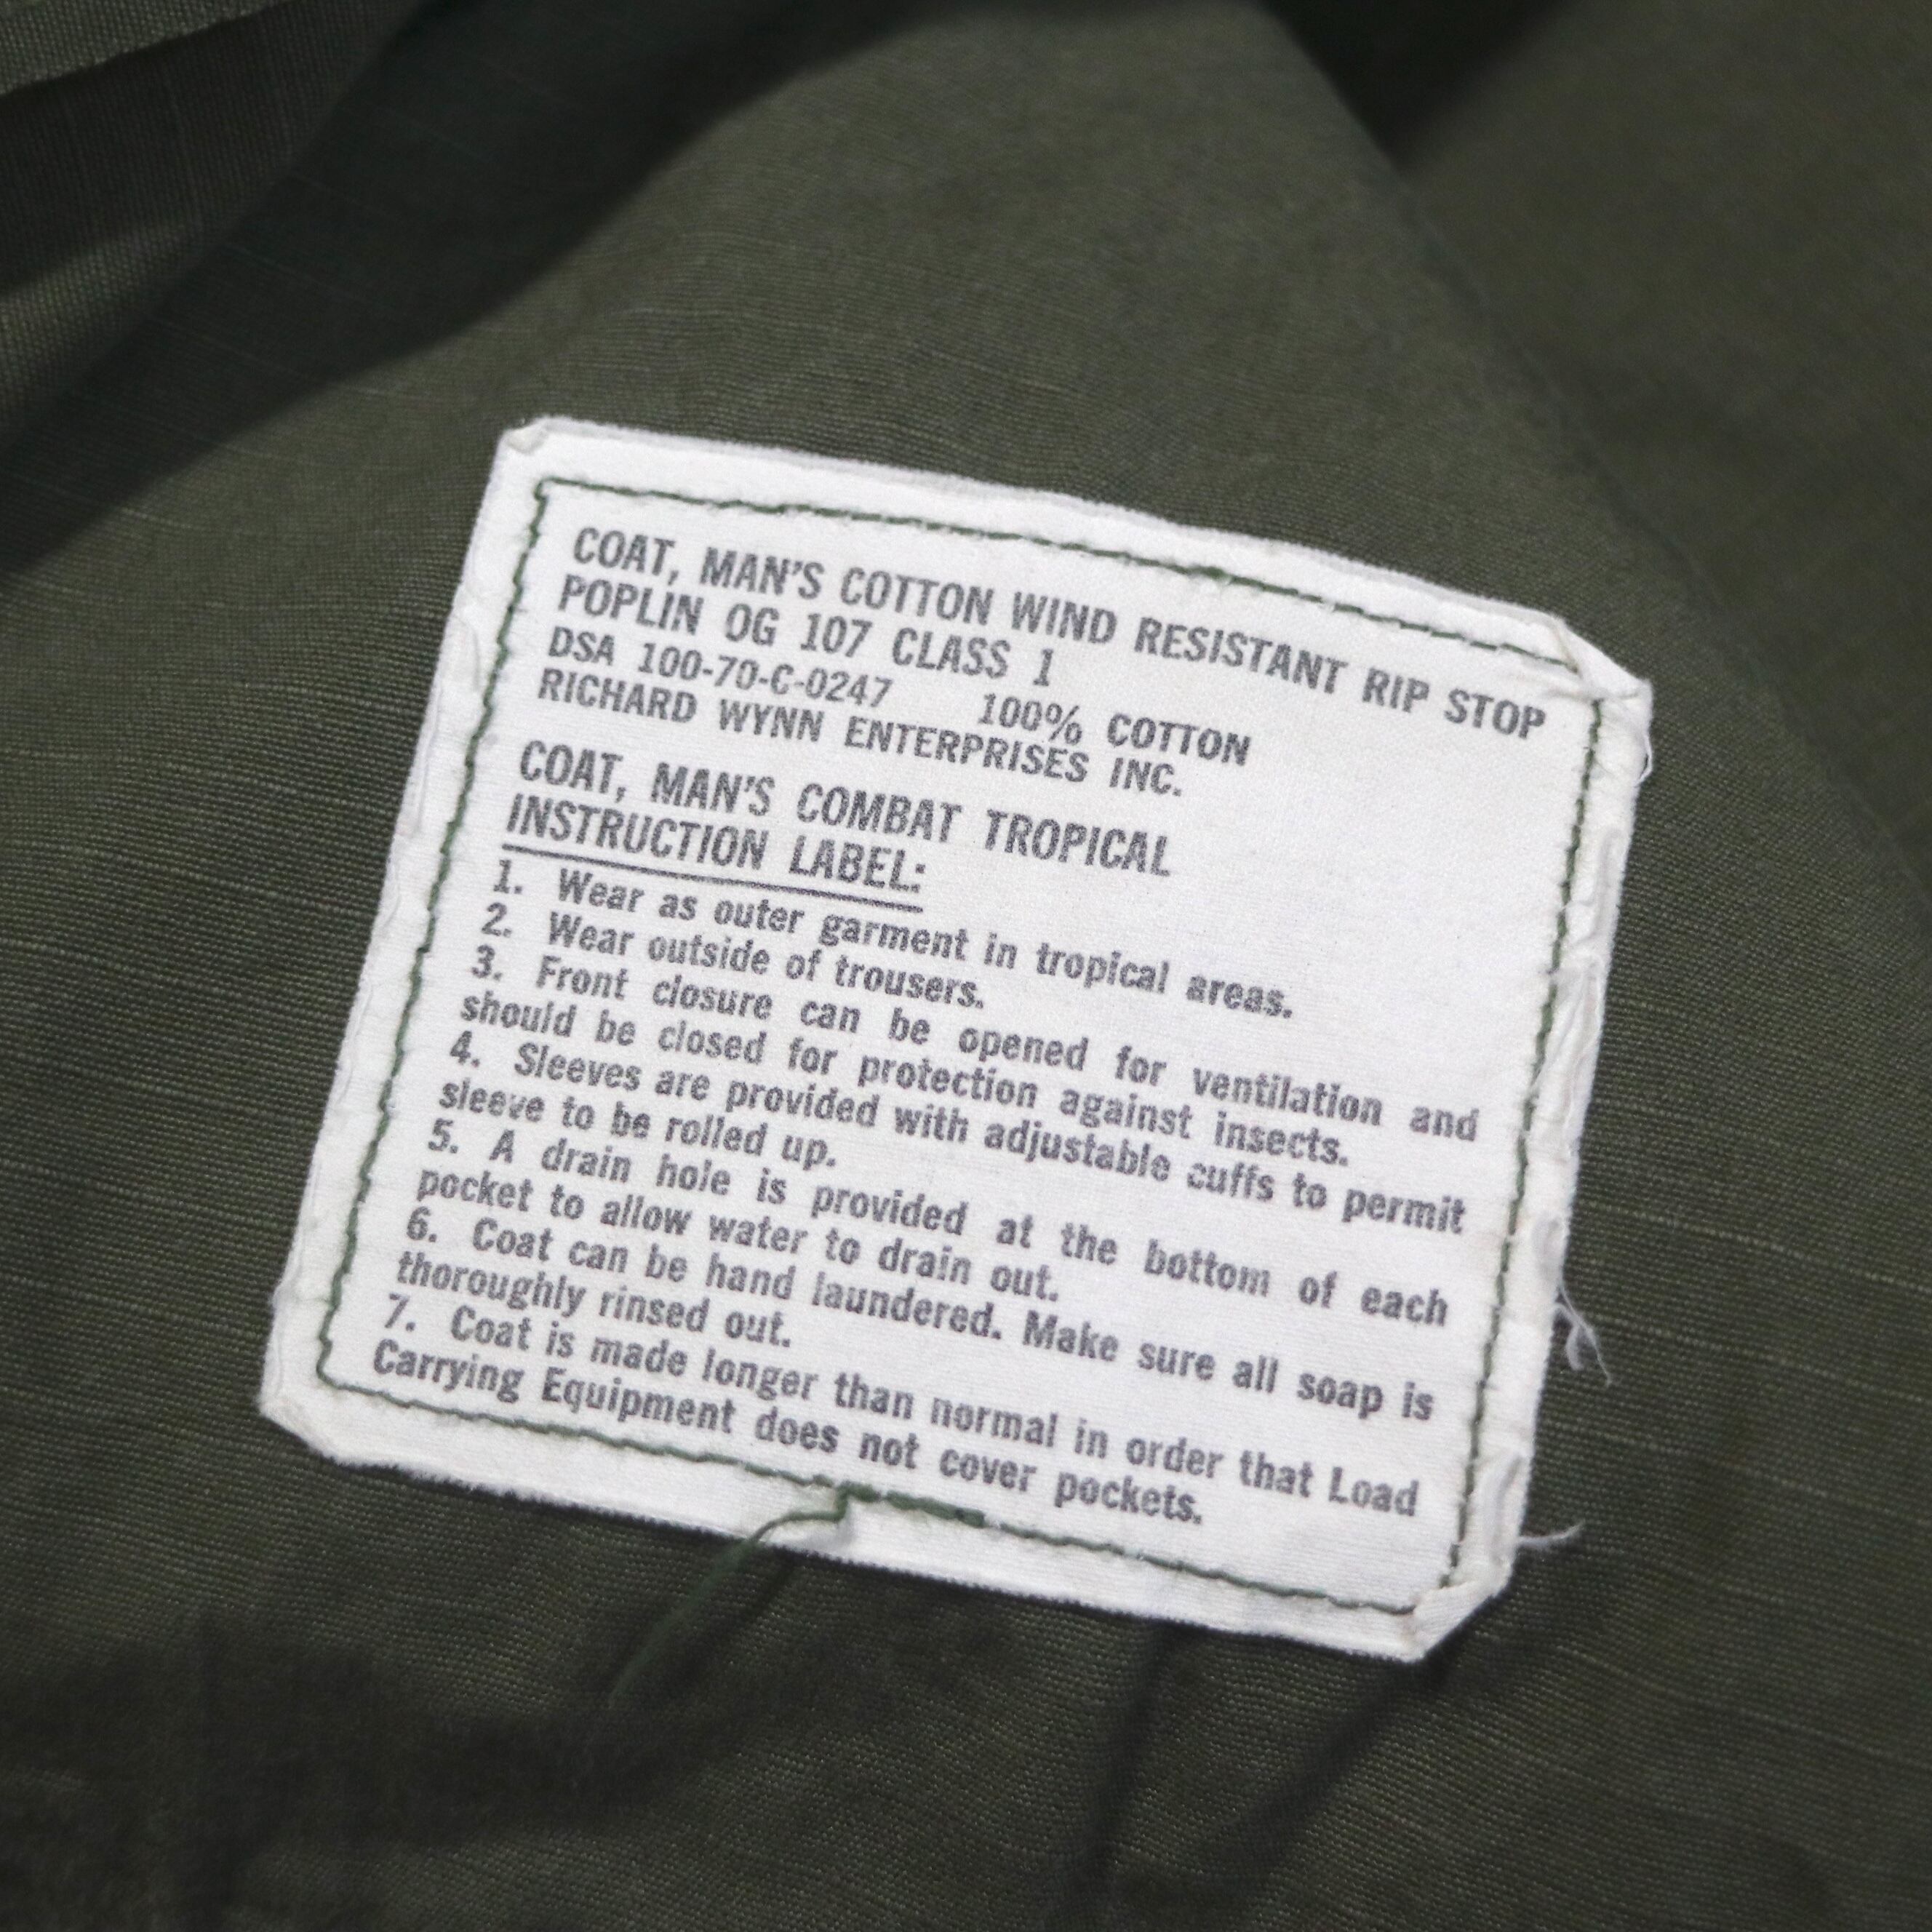 COAT, MAN'S COTTON WIND RESISTANT RIP STOP
POPLIN OG 107 CLASS 1
DSA 100-70-C-0247 100% COTTON
RICHARD WYNN ENTERPRISES INC.
COAT, MAN'S COMBAT TROPICAL
INSTRUCTION LABEL:
1. Wear as outer garment in tropical areas.
2. Wear outside of trousers.
3. Front closure can be opened for ventilation and
should be closed for protection against insects.
4. Sleeves are provided with adjustable cuffs to permit
sleeve to be rolled up.
5. A drain hole is provided at the bottom of each
pocket to allow water to drain out.
6. Coat can be hand laundered. Make sure all soap is
thoroughly rinsed out.
7. Coat is made longer than normal in order that Load
Carrying Equipment does not cover pockets.